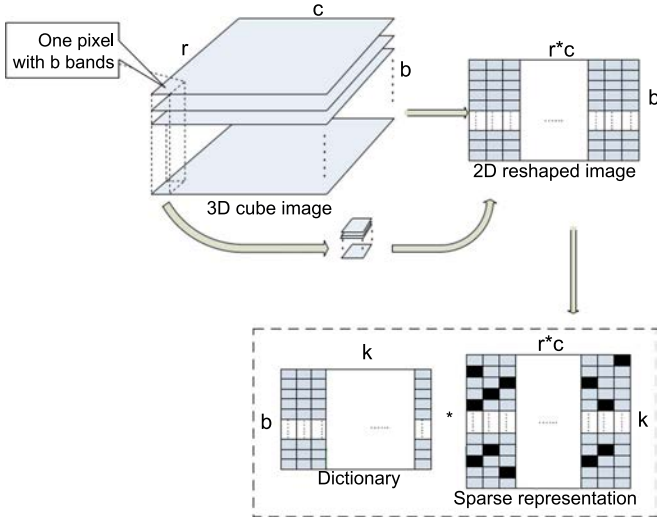 c
One pixel
with b bands
r
b
3D cube image
r*c
b
2D reshaped image
k
b
Dictionary
*
r*c
k
Sparse representation